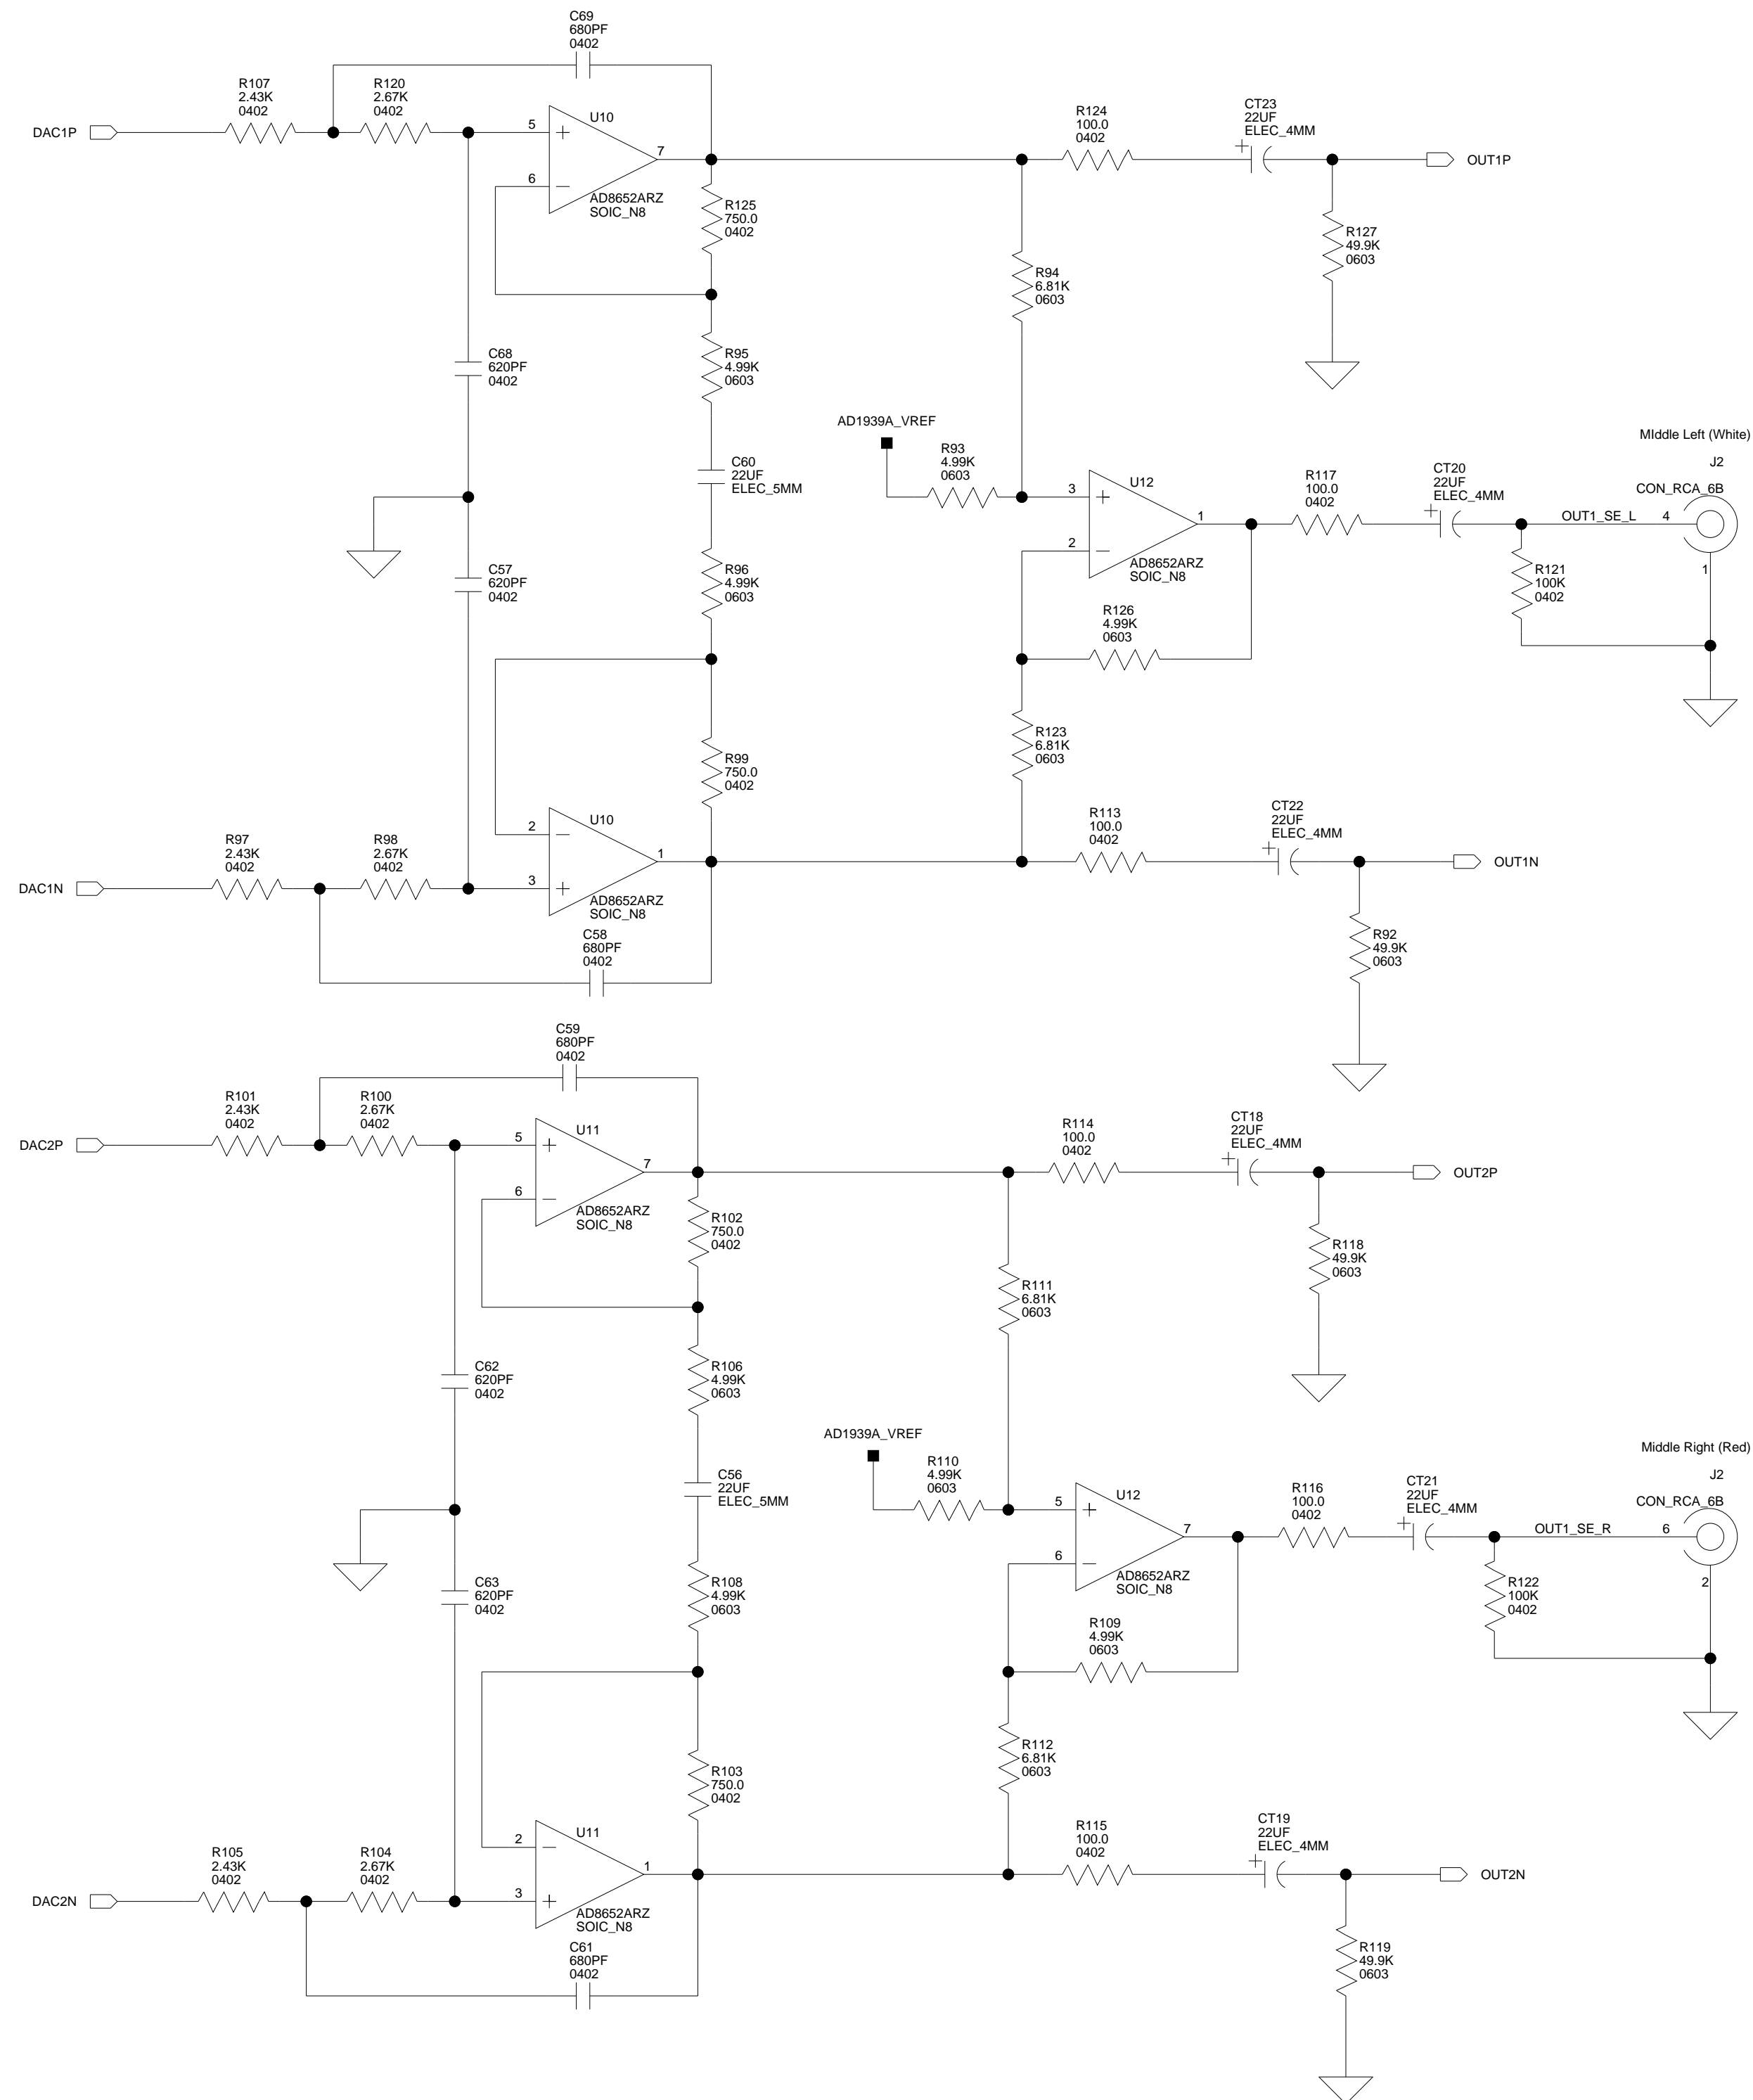 C69
680PF
0402
R107
2.43K
0402
R120
2.67K
0402
DAC1P
5
6
7
+
−
U10
AD8652ARZ
SOIC_N8
R125
750.0
0402
R124
100.0
0402
CT23
22UF
ELEC_4MM
+
OUT1P
R127
49.9K
0603
R94
6.81K
0603
C68
620PF
0402
R95
4.99K
0603
AD1939A_VREF
R93
4.99K
0603
C60
22UF
ELEC_5MM
3
2
1
+
−
U12
AD8652ARZ
SOIC_N8
R117
100.0
0402
CT20
22UF
ELEC_4MM
+
MIddle Left (White)
J2
CON_RCA_6B
OUT1_SE_L
4
1
R121
100K
0402
C57
620PF
0402
R96
4.99K
0603
R126
4.99K
0603
R123
6.81K
0603
R99
750.0
0402
R97
2.43K
0402
R98
2.67K
0402
DAC1N
2
3
1
−
+
U10
AD8652ARZ
SOIC_N8
C58
680PF
0402
R113
100.0
0402
CT22
22UF
ELEC_4MM
+
OUT1N
R92
49.9K
0603
C59
680PF
0402
R101
2.43K
0402
R100
2.67K
0402
DAC2P
5
6
7
+
−
U11
AD8652ARZ
SOIC_N8
R102
750.0
0402
R114
100.0
0402
CT18
22UF
ELEC_4MM
+
OUT2P
R118
49.9K
0603
R111
6.81K
0603
C62
620PF
0402
R106
4.99K
0603
AD1939A_VREF
R110
4.99K
0603
C56
22UF
ELEC_5MM
5
6
7
+
−
U12
AD8652ARZ
SOIC_N8
R116
100.0
0402
CT21
22UF
ELEC_4MM
+
Middle Right (Red)
J2
CON_RCA_6B
OUT1_SE_R
6
2
R122
100K
0402
C63
620PF
0402
R108
4.99K
0603
R109
4.99K
0603
R112
6.81K
0603
R103
750.0
0402
R105
2.43K
0402
R104
2.67K
0402
DAC2N
2
3
1
−
+
U11
AD8652ARZ
SOIC_N8
C61
680PF
0402
R115
100.0
0402
CT19
22UF
ELEC_4MM
+
OUT2N
R119
49.9K
0603